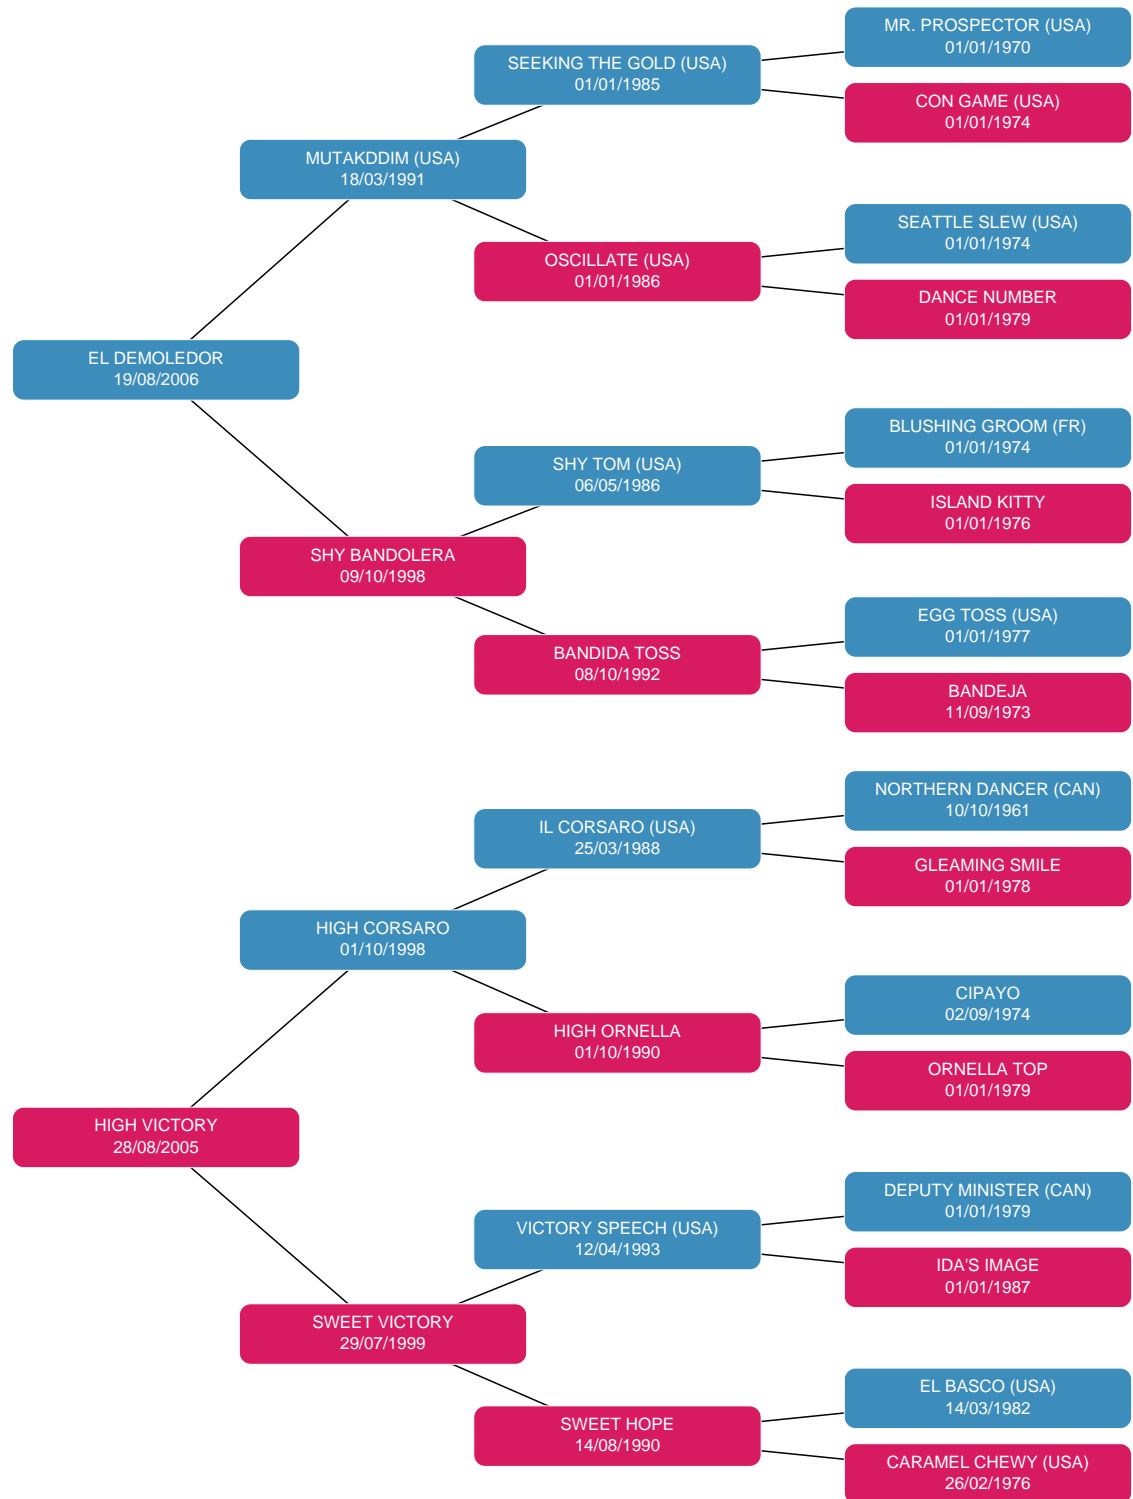 MR. PROSPECTOR (USA)
01/01/1970
SEEKING THE GOLD (USA)
01/01/1985
CON GAME (USA)
01/01/1974
MUTAKDDIM (USA)
18/03/1991
SEATTLE SLEW (USA)
01/01/1974
OSCILLATE (USA)
01/01/1986
DANCE NUMBER
01/01/1979
EL DEMOLEDOR
19/08/2006
BLUSHING GROOM (FR)
01/01/1974
SHY TOM (USA)
06/05/1986
ISLAND KITTY
01/01/1976
SHY BANDOLERA
09/10/1998
EGG TOSS (USA)
01/01/1977
BANDIDA TOSS
08/10/1992
BANDEJA
11/09/1973
NORTHERN DANCER (CAN)
10/10/1961
IL CORSARO (USA)
25/03/1988
GLEAMING SMILE
01/01/1978
HIGH CORSARO
01/10/1998
CIPAYO
02/09/1974
HIGH ORNELLA
01/10/1990
ORNELLA TOP
01/01/1979
HIGH VICTORY
28/08/2005
DEPUTY MINISTER (CAN)
01/01/1979
VICTORY SPEECH (USA)
12/04/1993
IDA'S IMAGE
01/01/1987
SWEET VICTORY
29/07/1999
EL BASCO (USA)
14/03/1982
SWEET HOPE
14/08/1990
CARAMEL CHEWY (USA)
26/02/1976